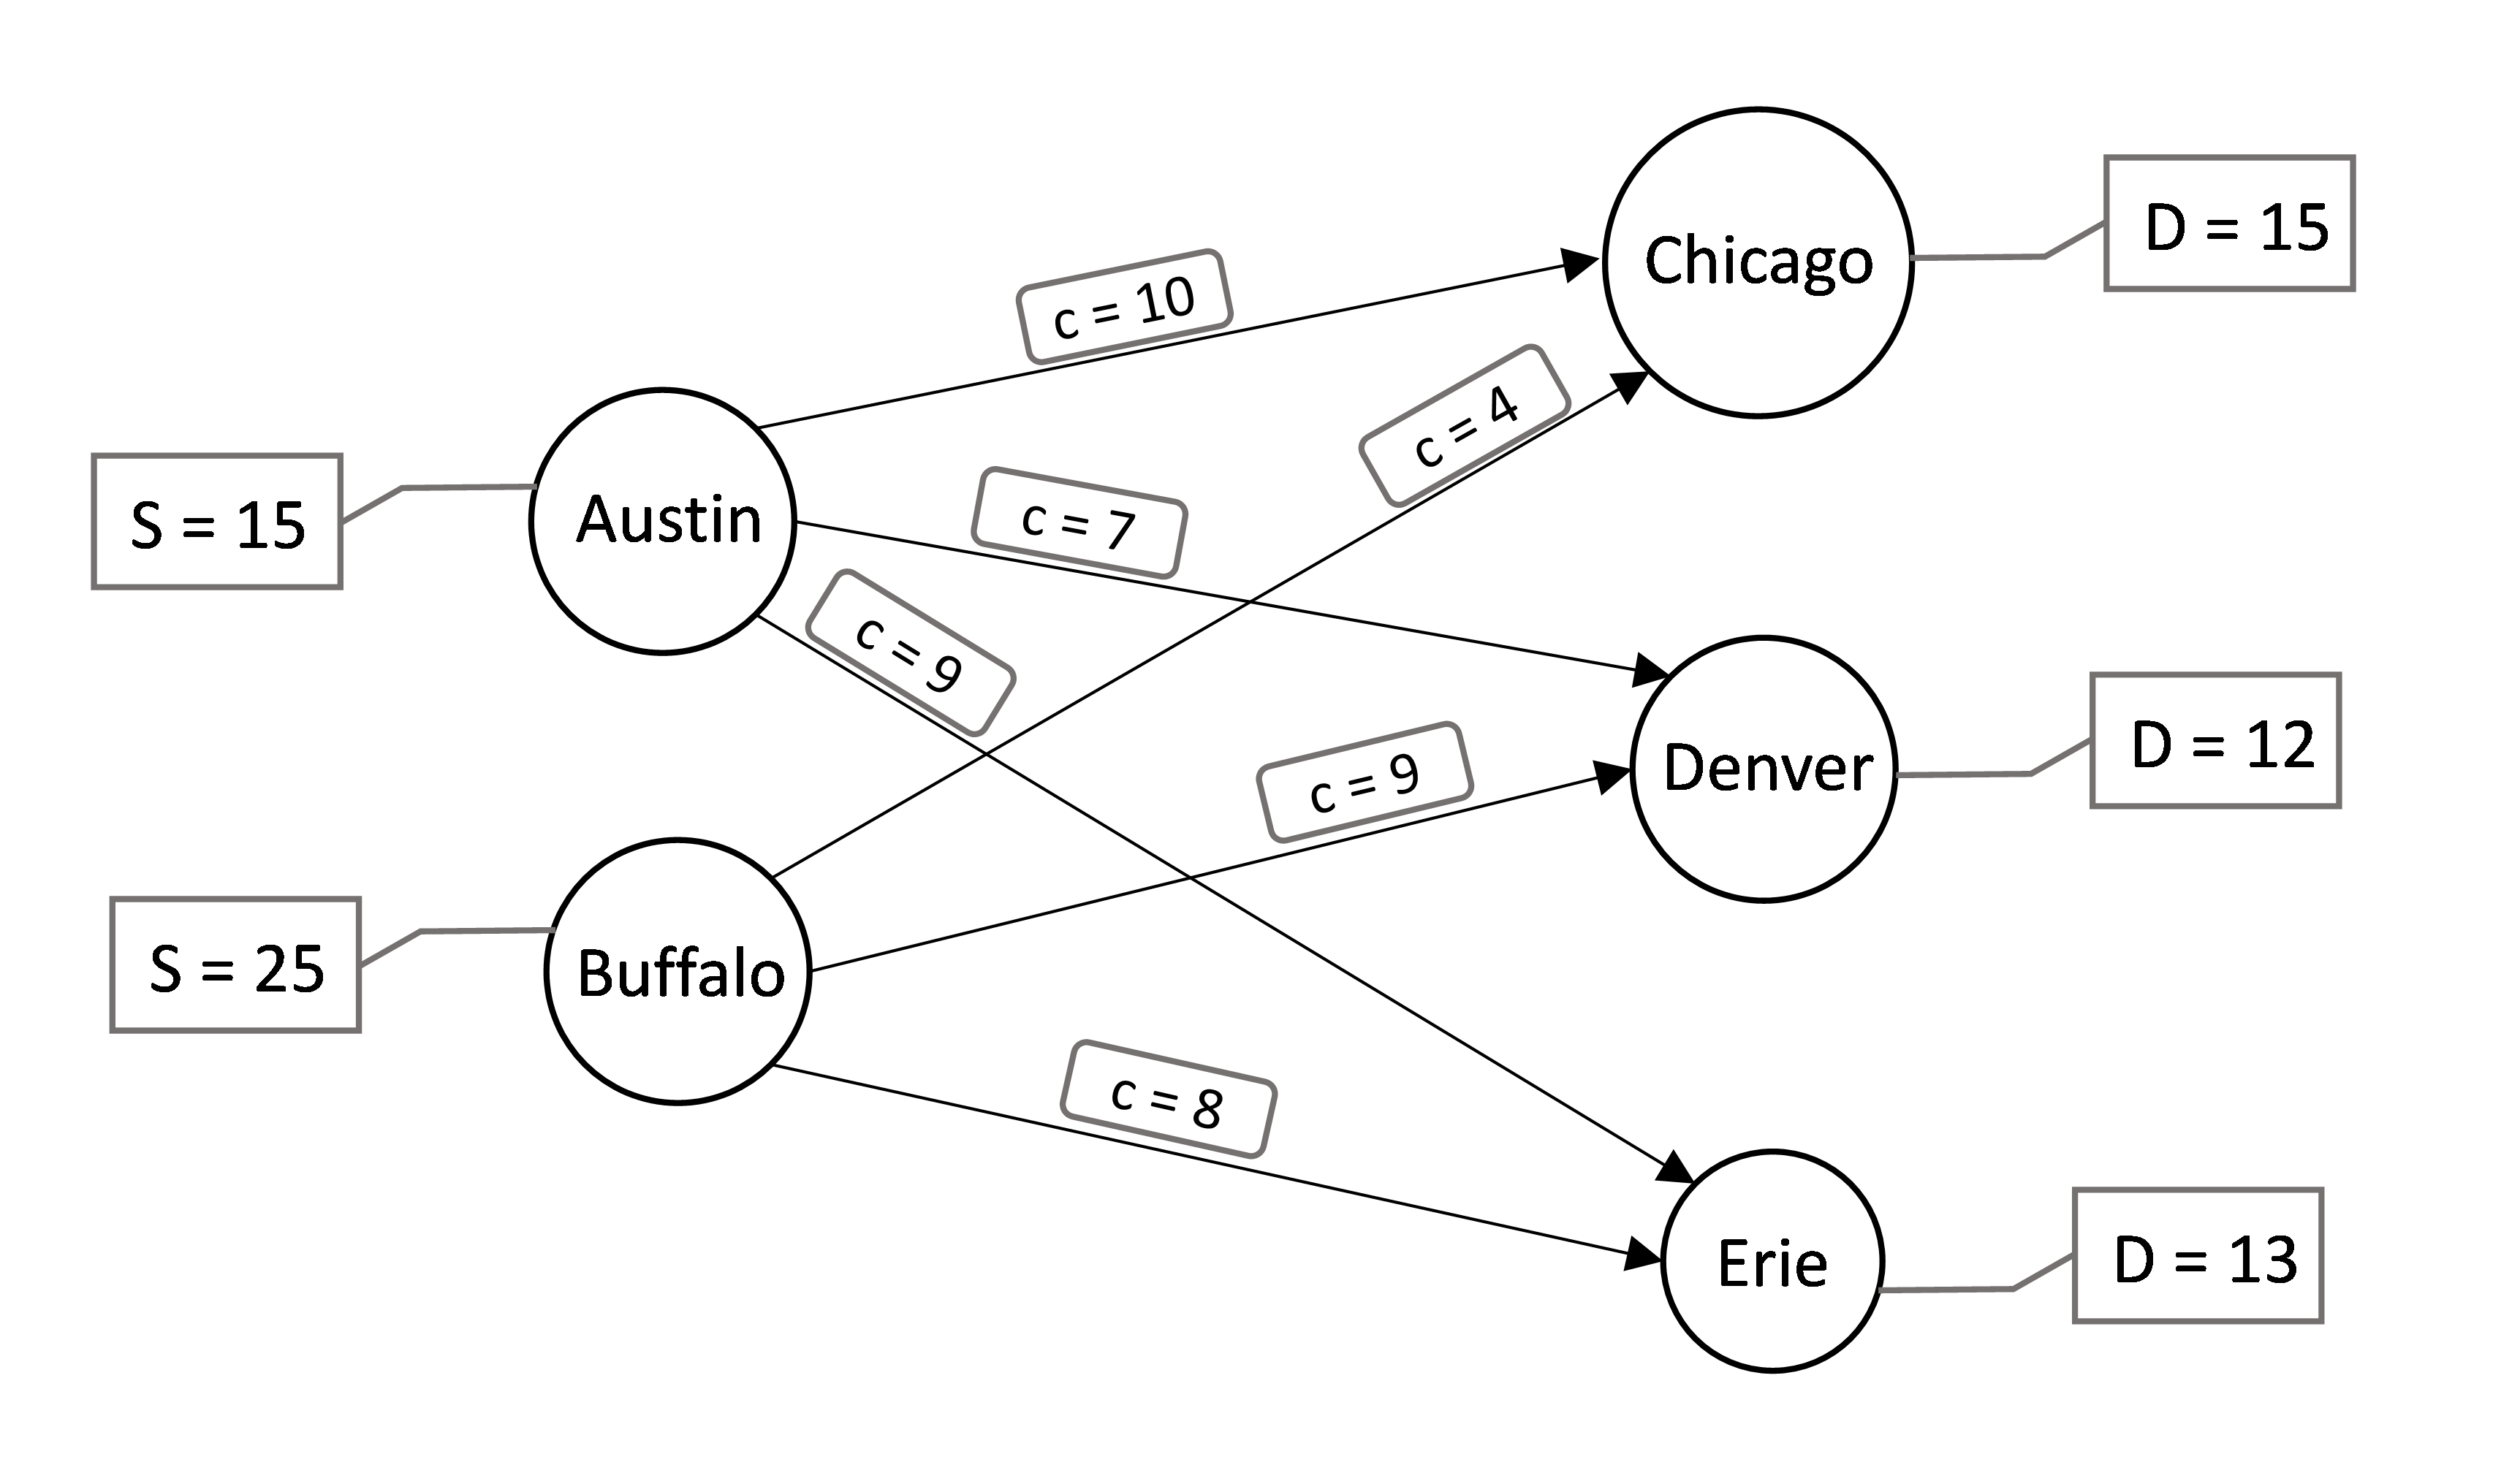 Chicago
D = 15
c = 10
c = 4
Austin
S = 15
c = 7
c = 9
Denver
D = 12
c = 9
Buffalo
S = 25
c = 8
Erie
D = 13